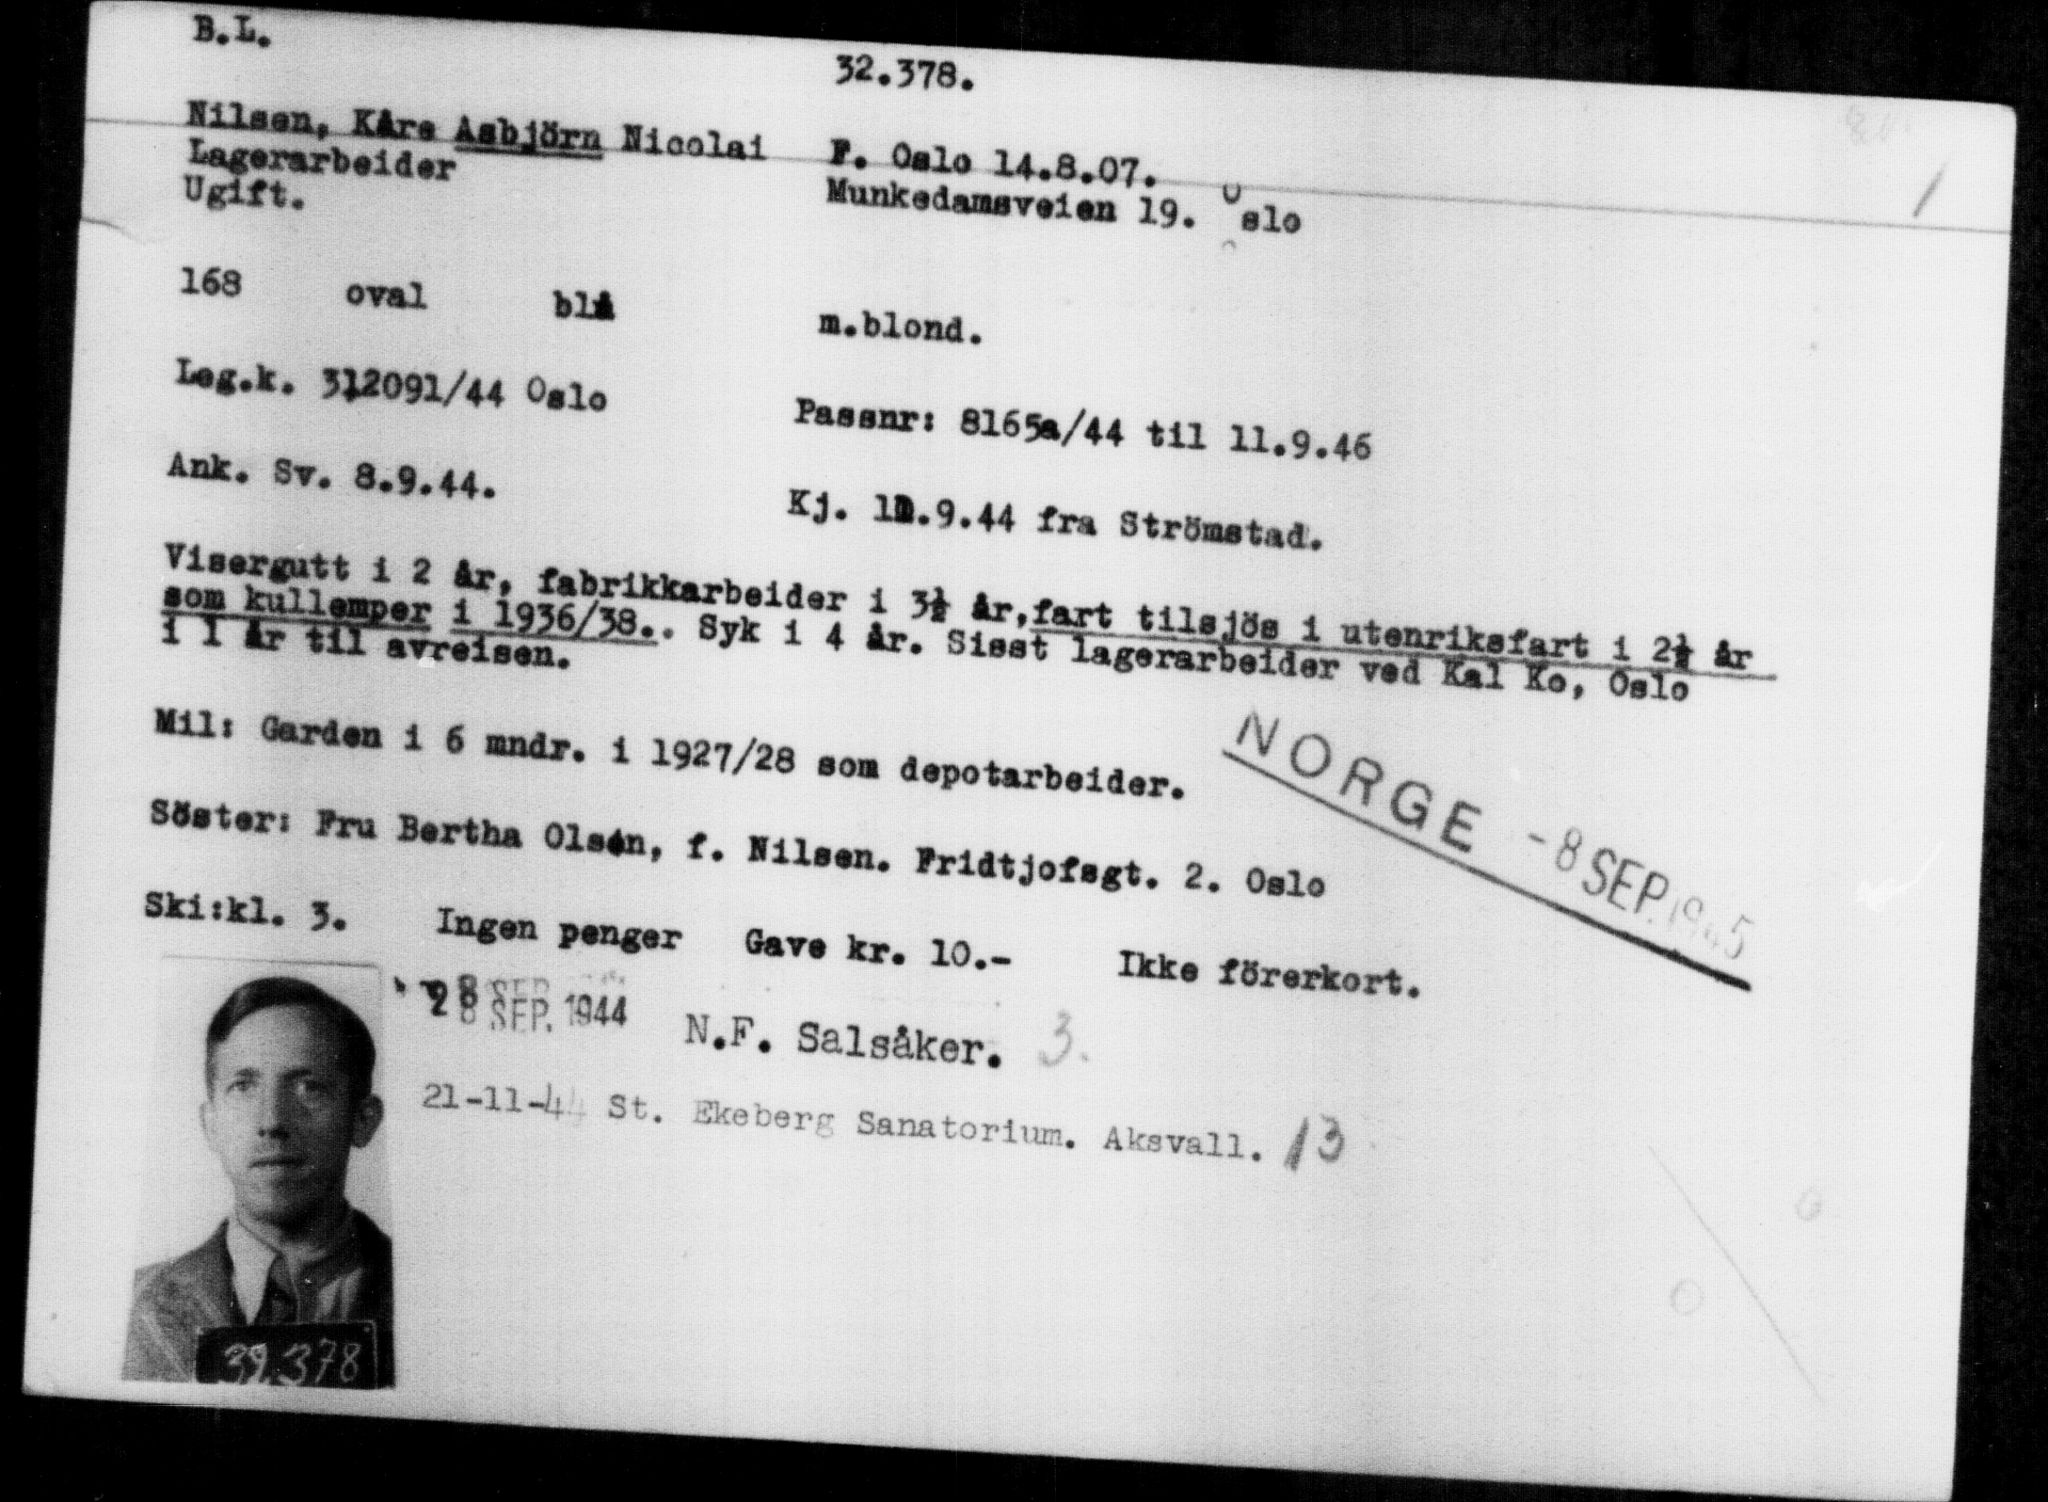 B.L.
32.378.
Nilsen, Kåre Asbjörn Nicolai F. Oslo 14.8.07.
Lagerarbeider Munkedamsveien 19. Oslo
Ugift.
1
168 oval blå m.blond.
Leg.k. 312091/44 Oslo Passnr: 8165a/44 til 11.9.46
Ank. Sv. 8.9.44. Kj. .9.44 fra Strömstad.
Visergutt i 2 år, fabrikkarbeider i 3½ år, fart tilsjös i utenriksfart i 2½ år
som kullemper i 1936/38.. Syk i 4 år. Sisst lagerarbeider ved Kal Ko, Oslo
i 1 år til avreisen.
Mil: Garden i 6 mndr. i 1927/28 som depotarbeider.
NORGE -8 SEP. 1945
Söster: Fru Bertha Olsen, f. Nilsen. Fridtjofsgt. 2. Oslo
Ski:kl. 3. Ingen penger Gave kr. 10.- Ikke förerkort.
28 SEP. 1944 N.F. Salsåker. 3.
21-11-44 St. Ekeberg Sanatorium. Aksvall. 13
32.378